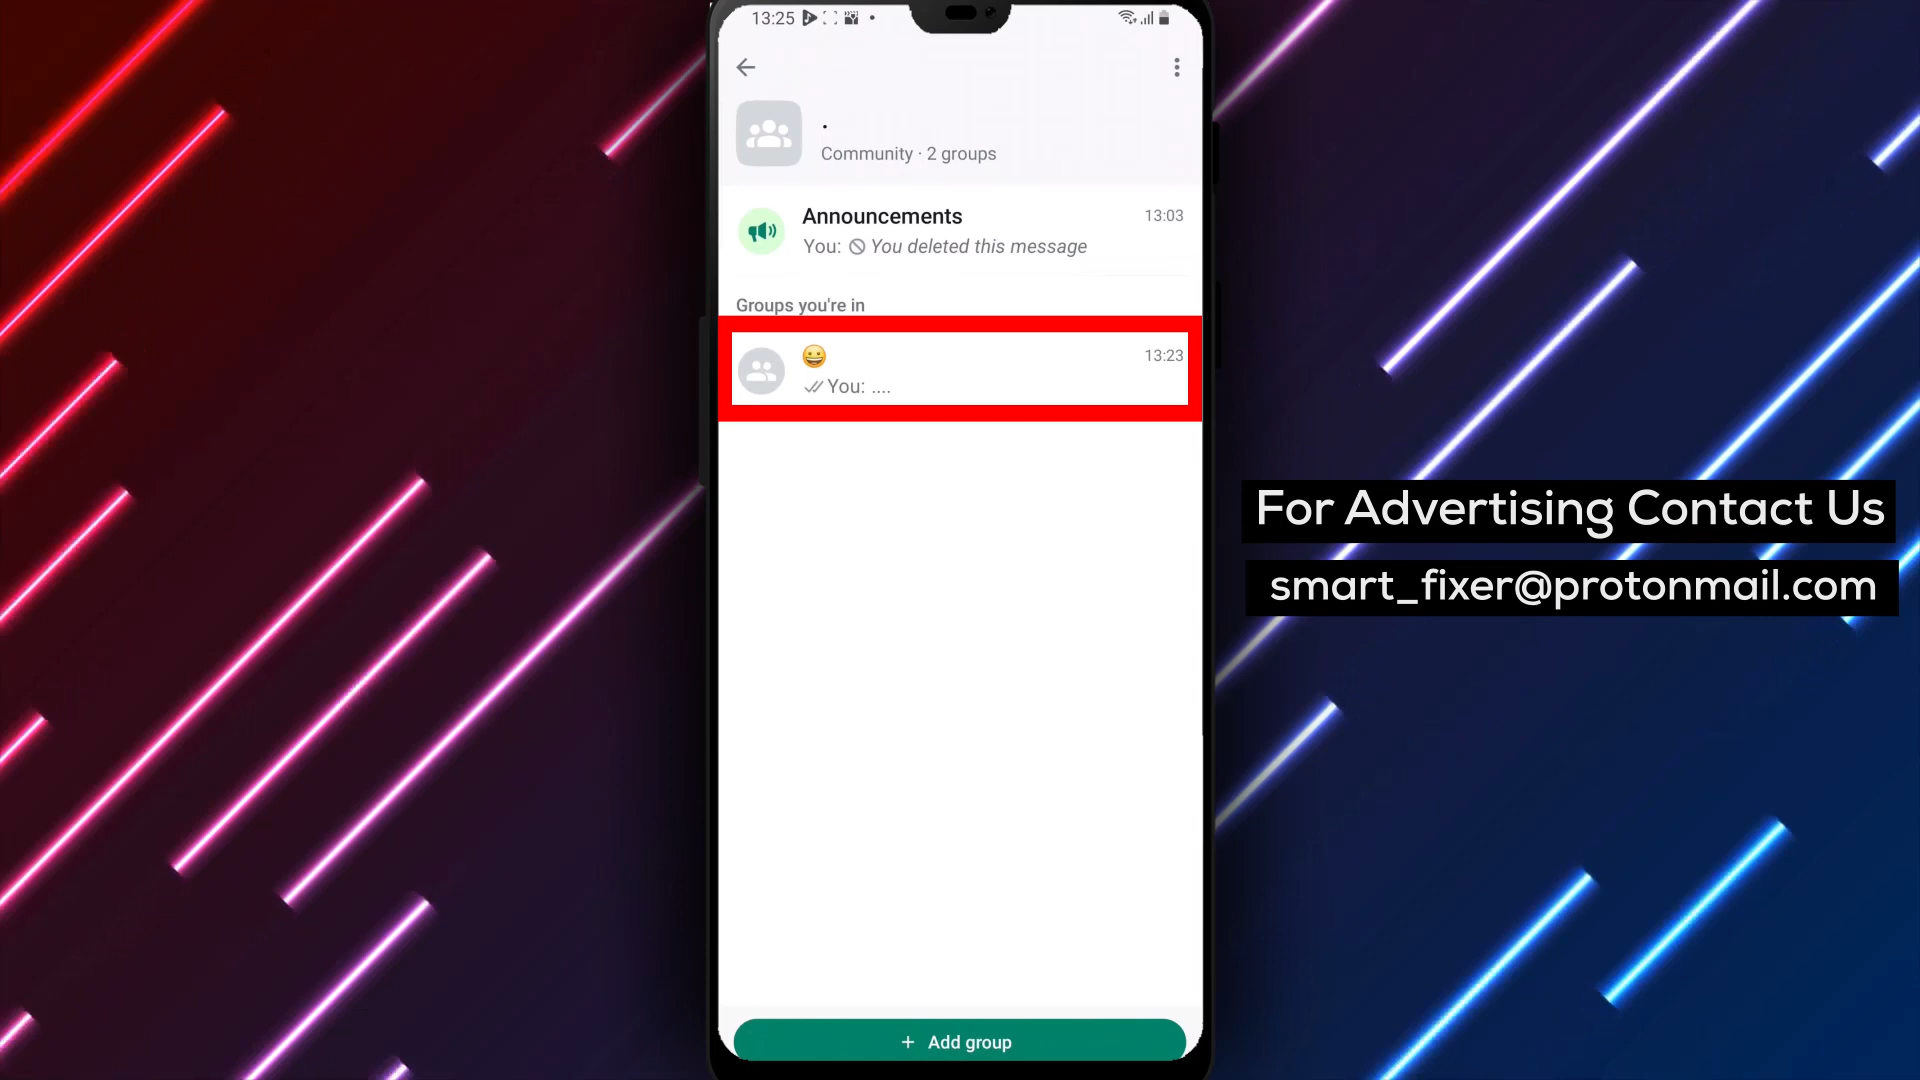 13:25
.
Community · 2 groups
Announcements 13:03
You: You deleted this message
Groups you're in
😀 13:23
You: ....
+ Add group
For Advertising Contact Us
smart_fixer@protonmail.com